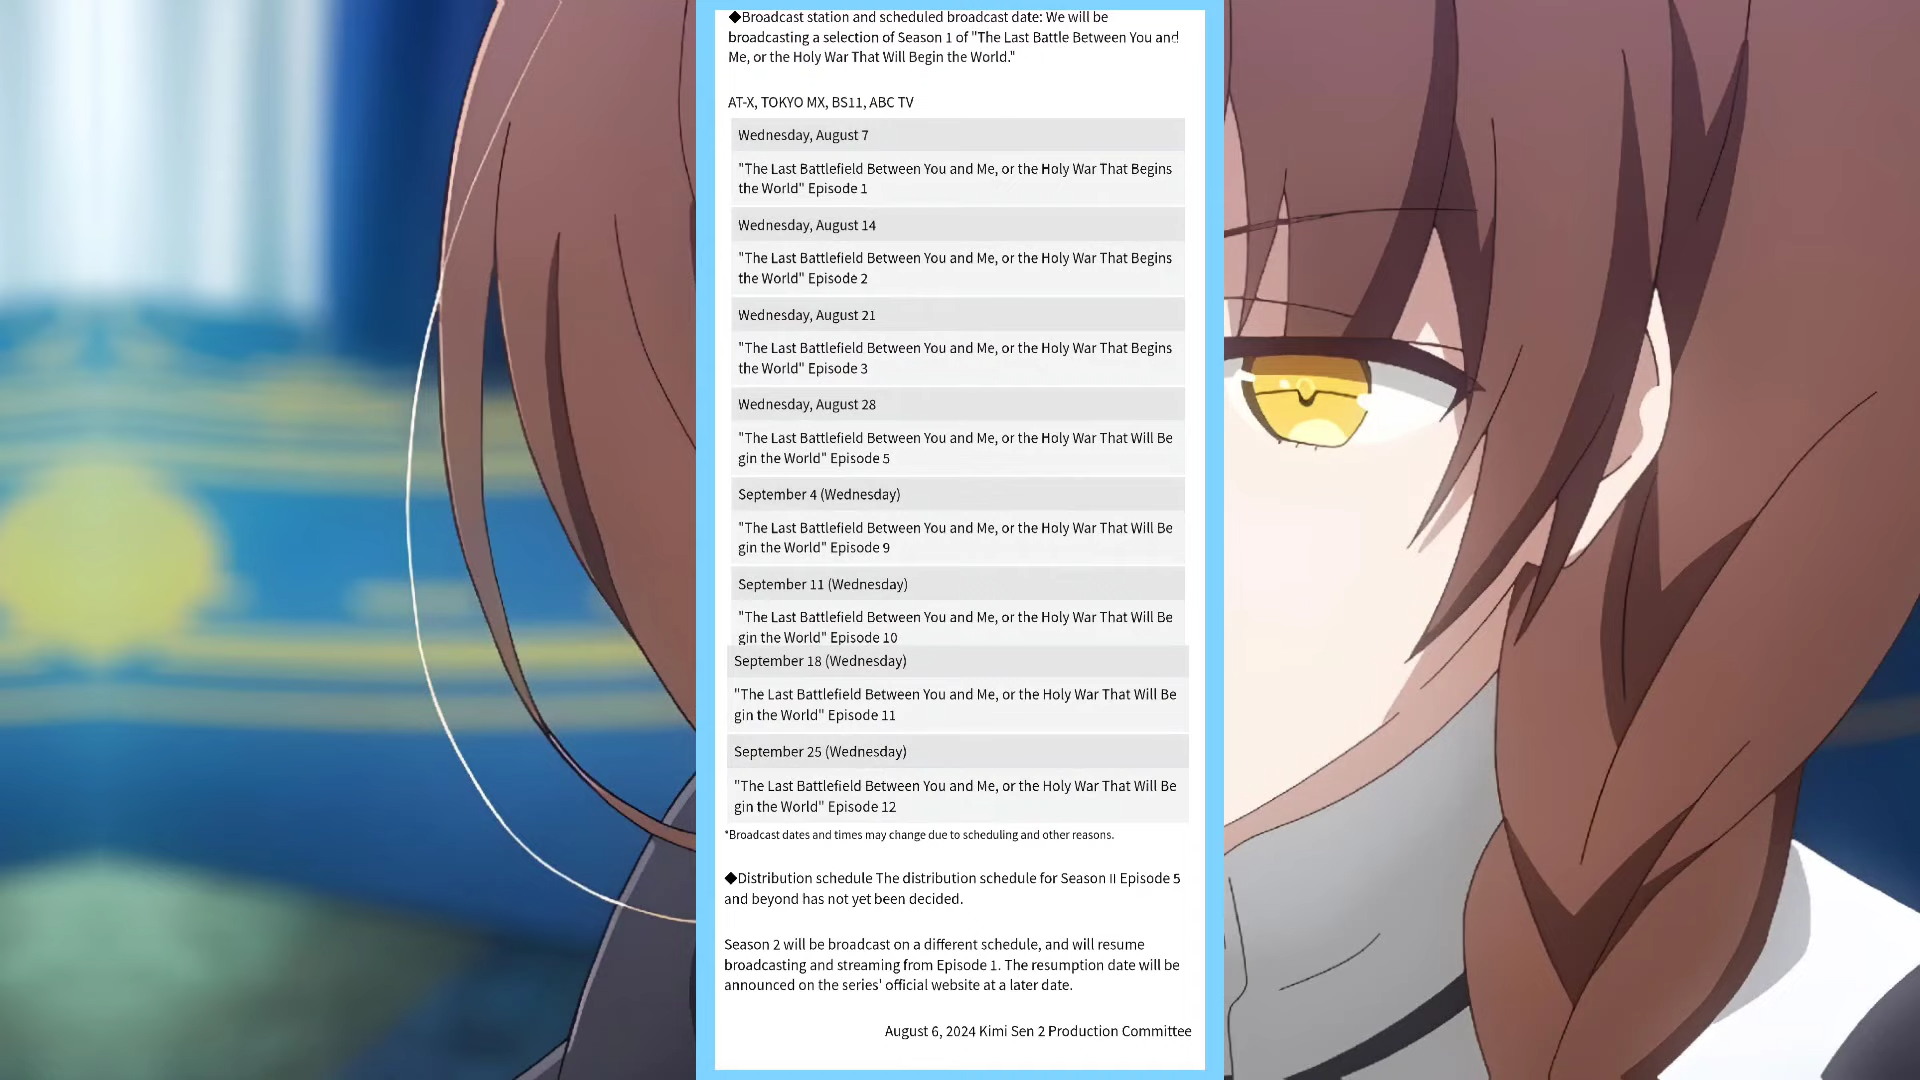 ◆Broadcast station and scheduled broadcast date: We will be
broadcasting a selection of Season 1 of "The Last Battle Between You and
Me, or the Holy War That Will Begin the World."
AT-X, TOKYO MX, BS11, ABC TV
Wednesday, August 7
"The Last Battlefield Between You and Me, or the Holy War That Begins
the World" Episode 1
Wednesday, August 14
"The Last Battlefield Between You and Me, or the Holy War That Begins
the World" Episode 2
Wednesday, August 21
"The Last Battlefield Between You and Me, or the Holy War That Begins
the World" Episode 3
Wednesday, August 28
"The Last Battlefield Between You and Me, or the Holy War That Will Be
gin the World" Episode 5
September 4 (Wednesday)
"The Last Battlefield Between You and Me, or the Holy War That Will Be
gin the World" Episode 9
September 11 (Wednesday)
"The Last Battlefield Between You and Me, or the Holy War That Will Be
gin the World" Episode 10
September 18 (Wednesday)
"The Last Battlefield Between You and Me, or the Holy War That Will Be
gin the World" Episode 11
September 25 (Wednesday)
"The Last Battlefield Between You and Me, or the Holy War That Will Be
gin the World" Episode 12
*Broadcast dates and times may change due to scheduling and other reasons.
◆Distribution schedule The distribution schedule for Season II Episode 5
and beyond has not yet been decided.
Season 2 will be broadcast on a different schedule, and will resume
broadcasting and streaming from Episode 1. The resumption date will be
announced on the series' official website at a later date.
August 6, 2024 Kimi Sen 2 Production Committee